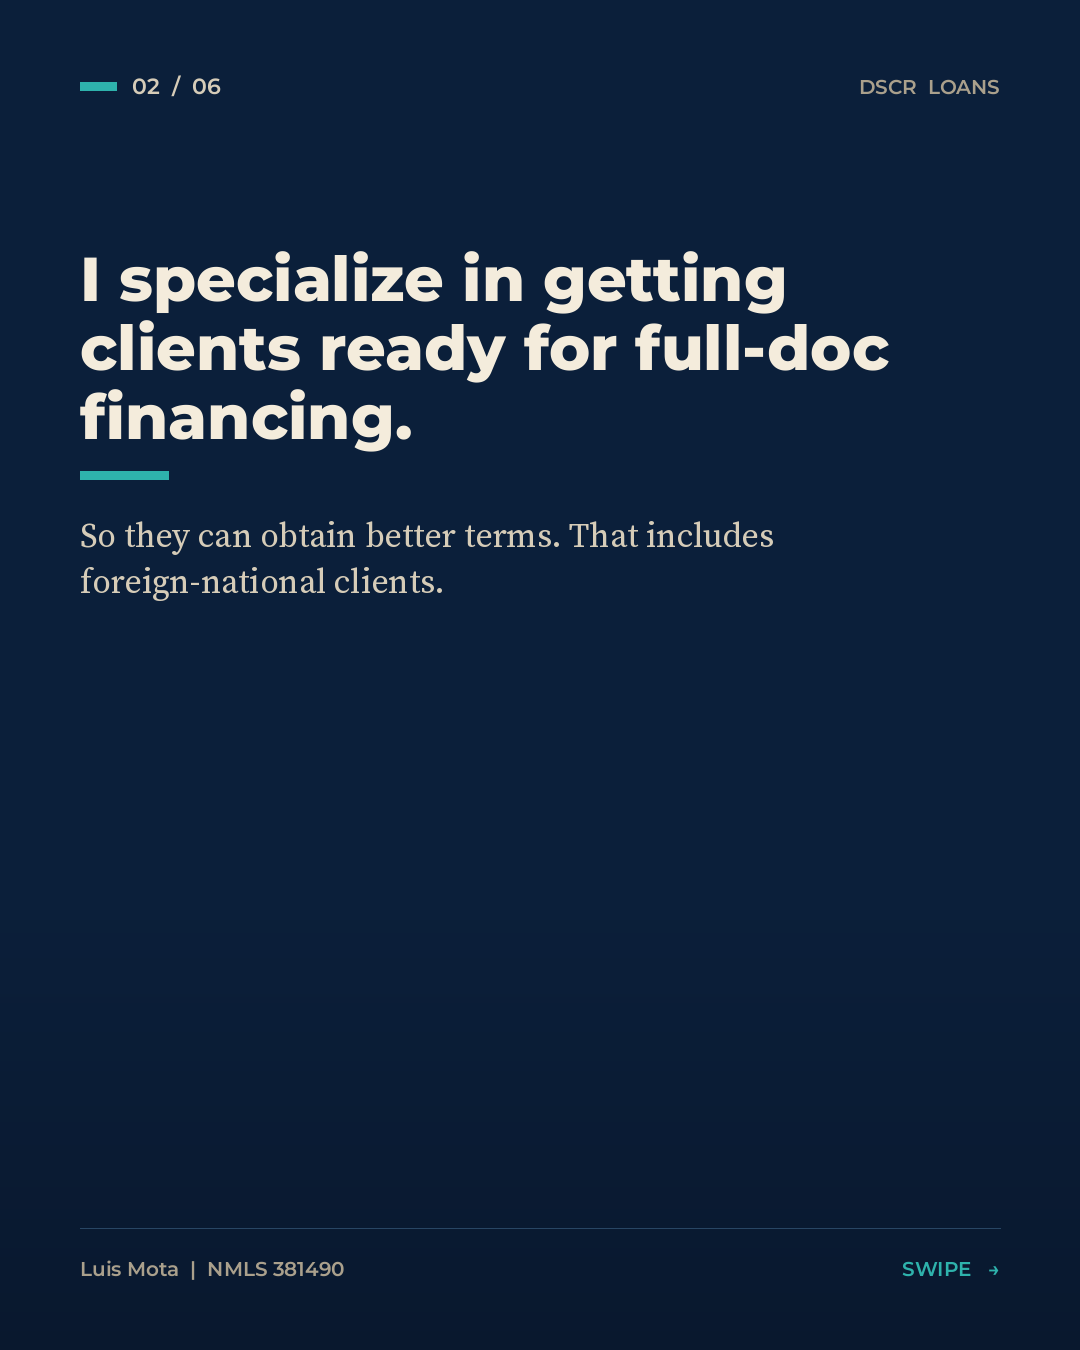 02 / 06
DSCR LOANS
I specialize in getting
clients ready for full-doc
financing.
So they can obtain better terms. That includes
foreign-national clients.
Luis Mota | NMLS 381490
SWIPE →